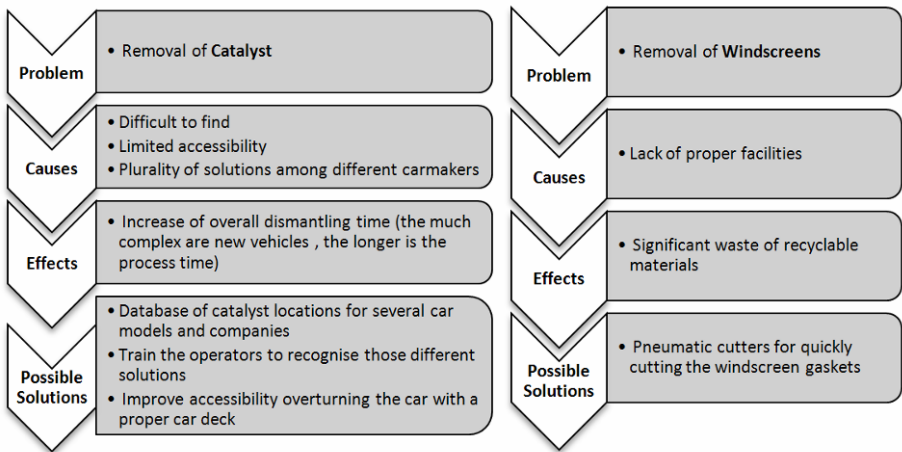 Problem
• Removal of Catalyst
Causes
• Difficult to find
• Limited accessibility
• Plurality of solutions among different carmakers
Effects
• Increase of overall dismantling time (the much
complex are new vehicles , the longer is the
process time)
Possible
Solutions
• Database of catalyst locations for several car
models and companies
• Train the operators to recognise those different
solutions
• Improve accessibility overturning the car with a
proper car deck
Problem
• Removal of Windscreens
Causes
• Lack of proper facilities
Effects
• Significant waste of recyclable
materials
Possible
Solutions
• Pneumatic cutters for quickly
cutting the windscreen gaskets